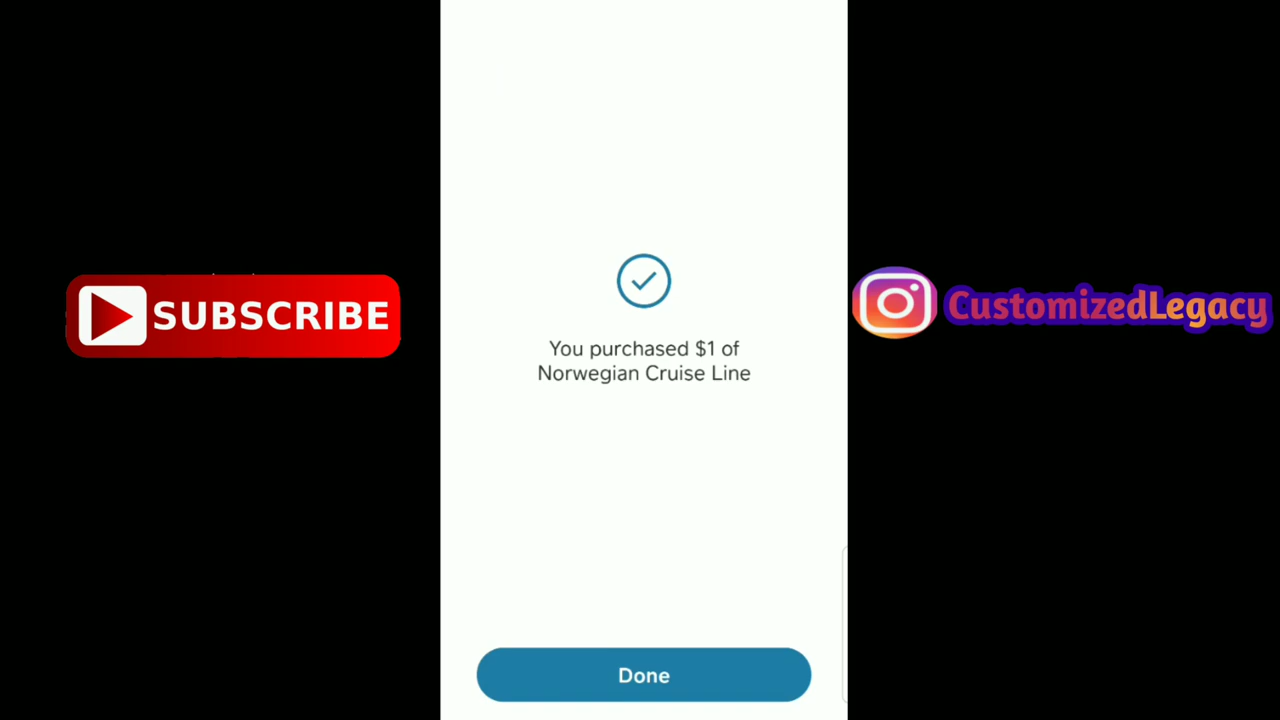 SUBSCRIBE
CustomizedLegacy
You purchased $1 of
Norwegian Cruise Line
Done